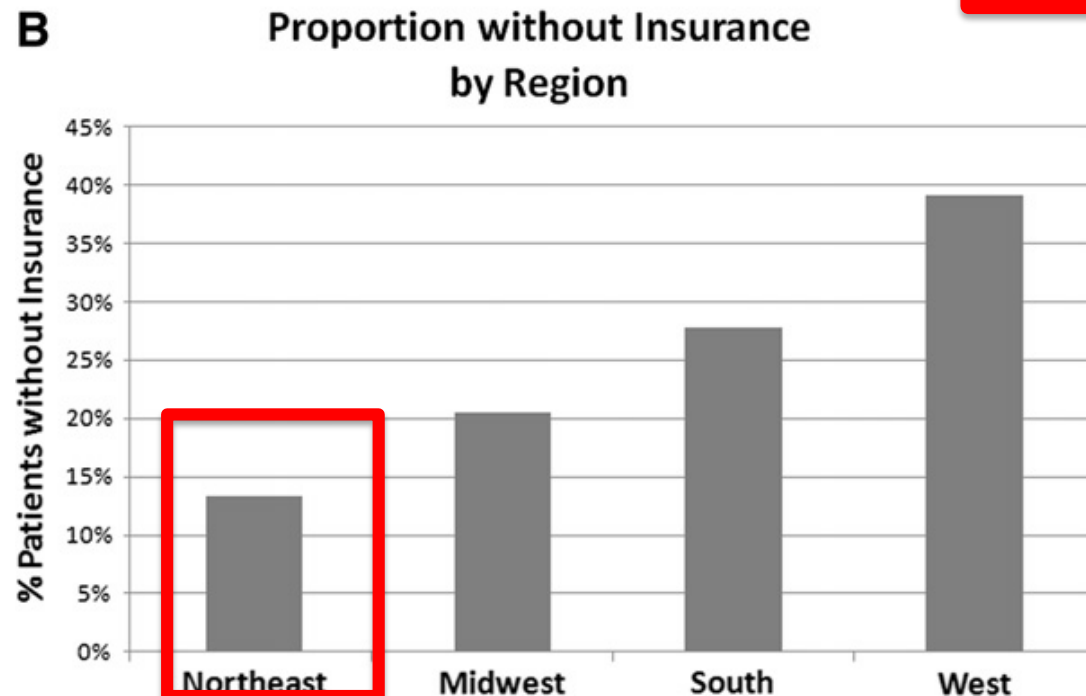 B
Proportion without Insurance
by Region
% Patients without Insurance
45%
40%
35%
30%
25%
20%
15%
10%
5%
0%
Northeast
Midwest
South
West